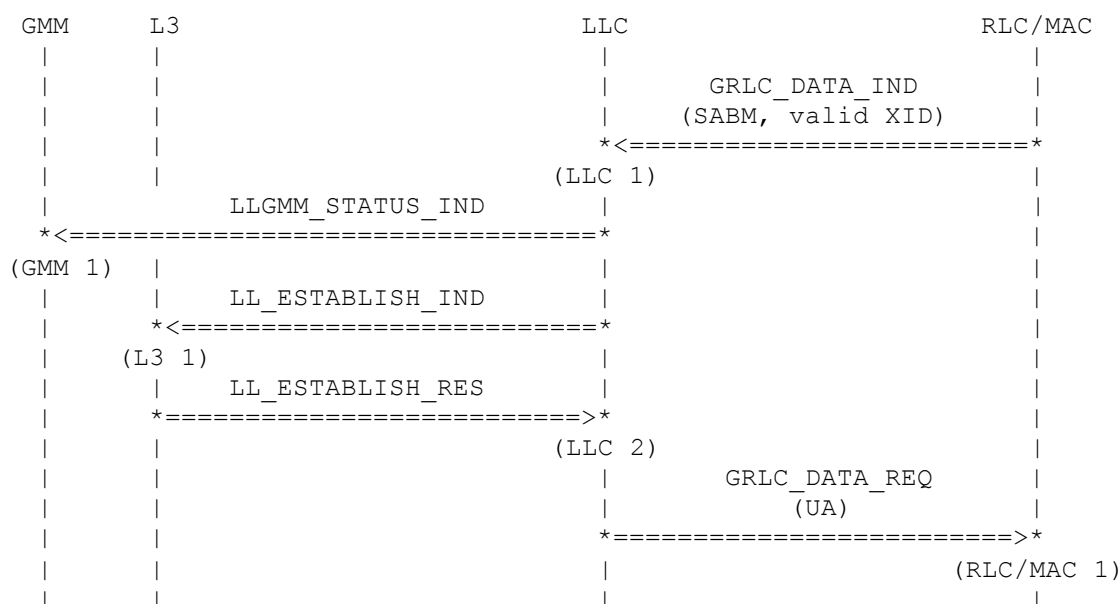 GMM L3 LLC RLC/MAC
GRLC_DATA_IND
(SABM, valid XID)
*<==========================*
(LLC 1)
LLGMM_STATUS_IND
*<=================================*
(GMM 1)
LL_ESTABLISH_IND
*<==========================*
(L3 1)
LL_ESTABLISH_RES
*==========================>*
(LLC 2)
GRLC_DATA_REQ
(UA)
*=========================>*
(RLC/MAC 1)